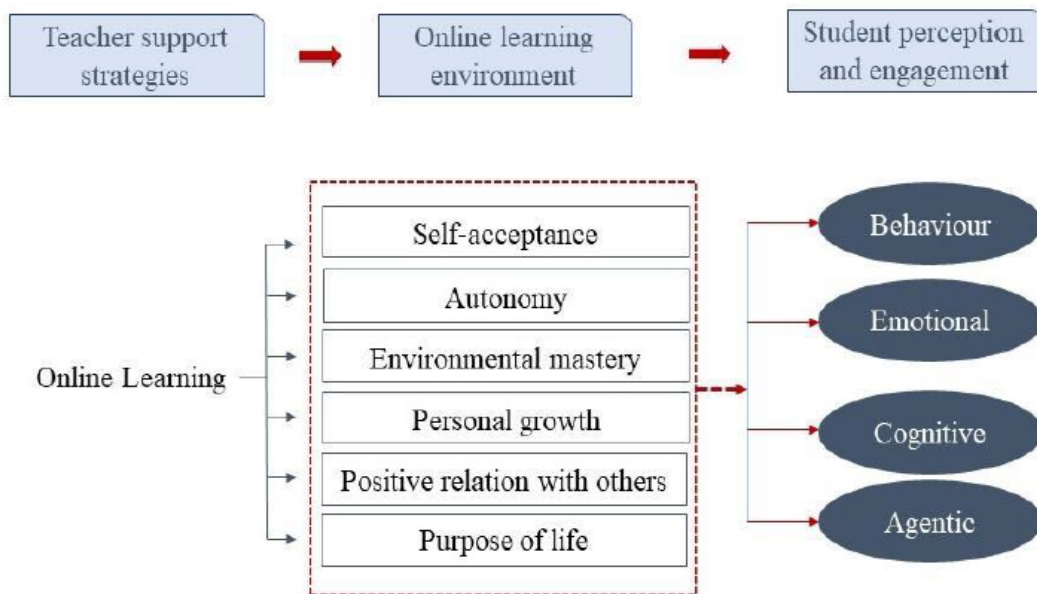 Teacher support
strategies
Online learning
environment
Student perception
and engagement
Online Learning
Self-acceptance
Autonomy
Environmental mastery
Personal growth
Positive relation with others
Purpose of life
Behaviour
Emotional
Cognitive
Agentic